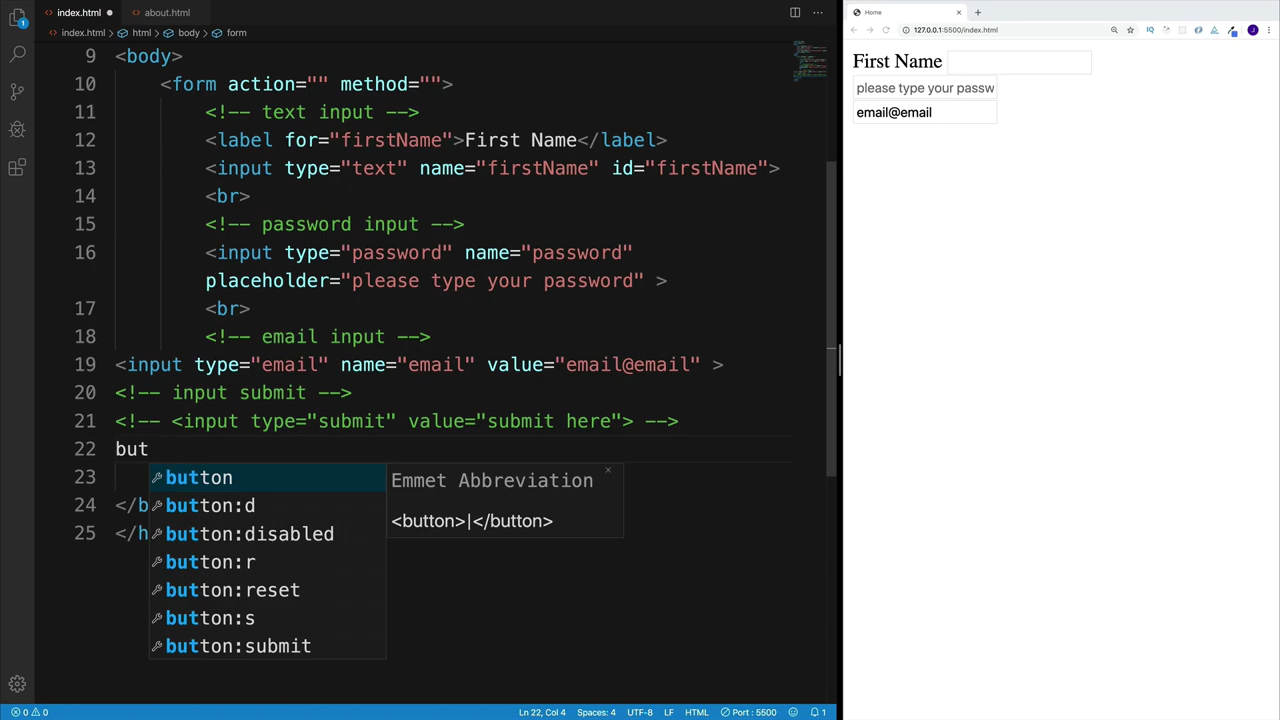 index.html
about.html
index.html › html › body › form
9 <body>
10 <form action="" method="">
11 <!-- text input -->
12 <label for="firstName">First Name</label>
13 <input type="text" name="firstName" id="firstName">
14 <br>
15 <!-- password input -->
16 <input type="password" name="password"
placeholder="please type your password" >
17 <br>
18 <!-- email input -->
19 <input type="email" name="email" value="email@email" >
20 <!-- input submit -->
21 <!-- <input type="submit" value="submit here"> -->
22 but
23
24 </b
25 </h
button
button:d
button:disabled
button:r
button:reset
button:s
button:submit
Emmet Abbreviation
<button>|</button>
1
0 0
Ln 22, Col 4 Spaces: 4 UTF-8 LF HTML Port : 5500 1
Home
127.0.0.1:5500/index.html
IQ
J
First Name
please type your passw
email@email